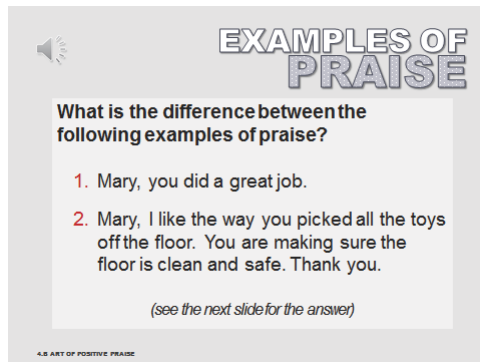 EXAMPLES OF
PRAISE
What is the difference between the
following examples of praise?
1. Mary, you did a great job.
2. Mary, I like the way you picked all the toys
off the floor. You are making sure the
floor is clean and safe. Thank you.
(see the next slide for the answer)
4.B ART OF POSITIVE PRAISE